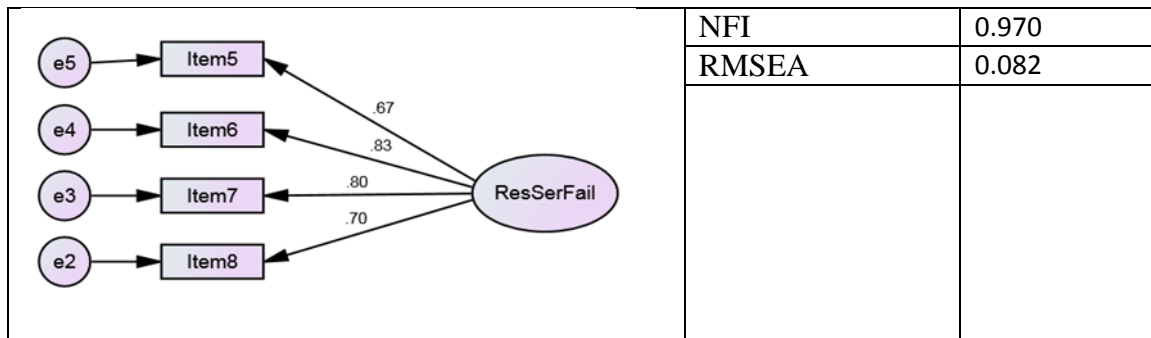 NFI 0.970
RMSEA 0.082
e5 Item5
.67
e4 Item6
.83
e3 Item7
.80
ResSerFail
.70
e2 Item8